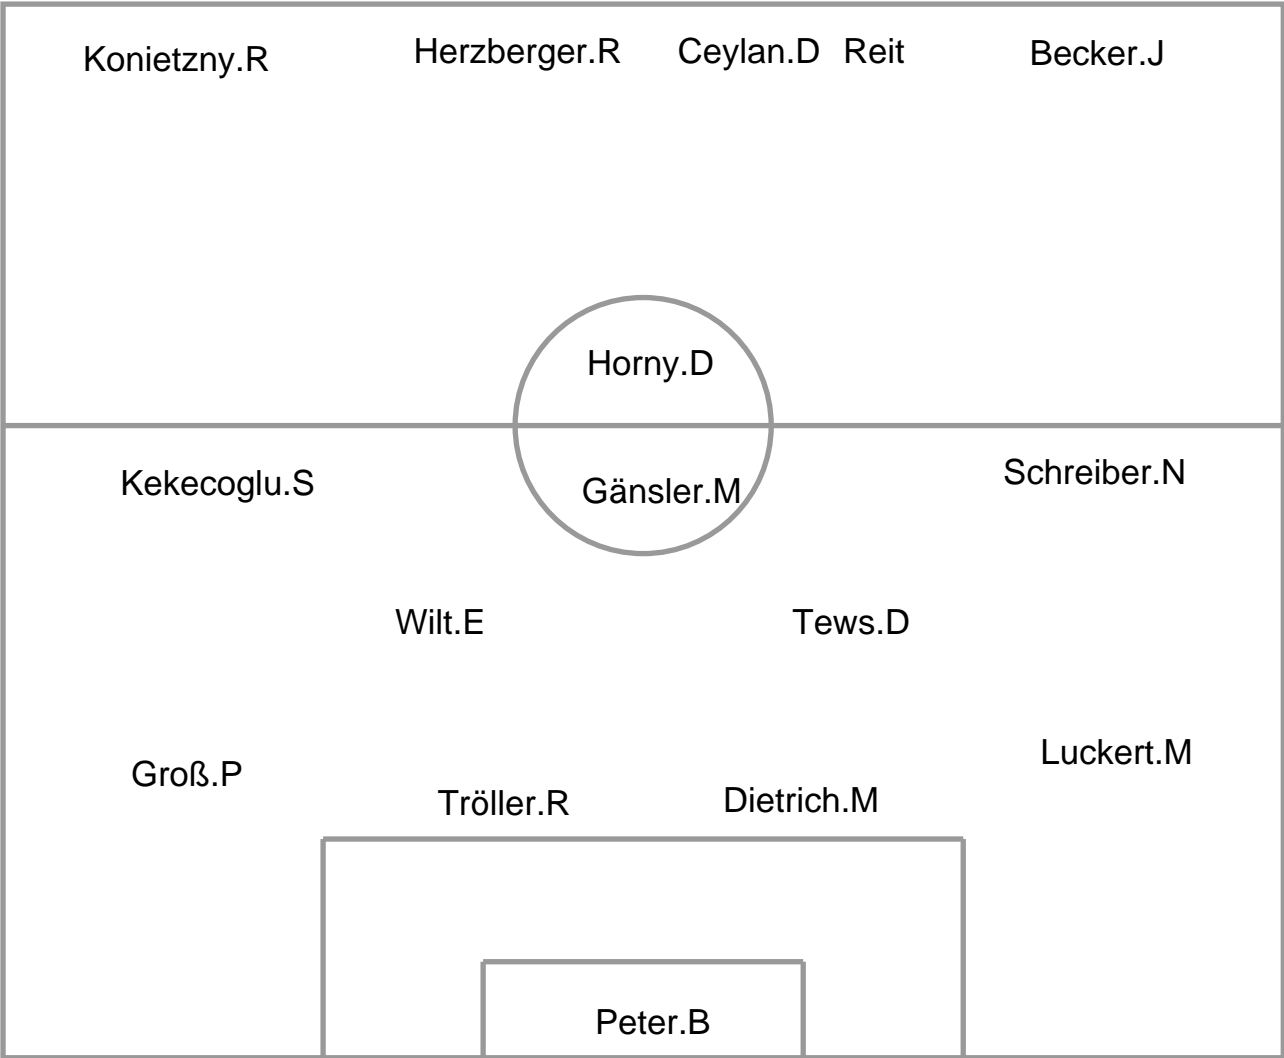 Konietzny.R Herzberger.R Ceylan.D Reit Becker.J
Horny.D
Kekecoglu.S Gänsler.M Schreiber.N
Wilt.E Tews.D
Groß.P Luckert.M
Tröller.R Dietrich.M
Peter.B